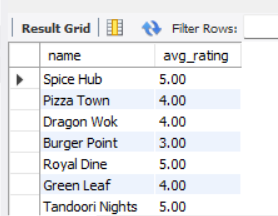 Result Grid Filter Rows:
name avg_rating
Spice Hub 5.00
Pizza Town 4.00
Dragon Wok 4.00
Burger Point 3.00
Royal Dine 5.00
Green Leaf 4.00
Tandoori Nights 5.00